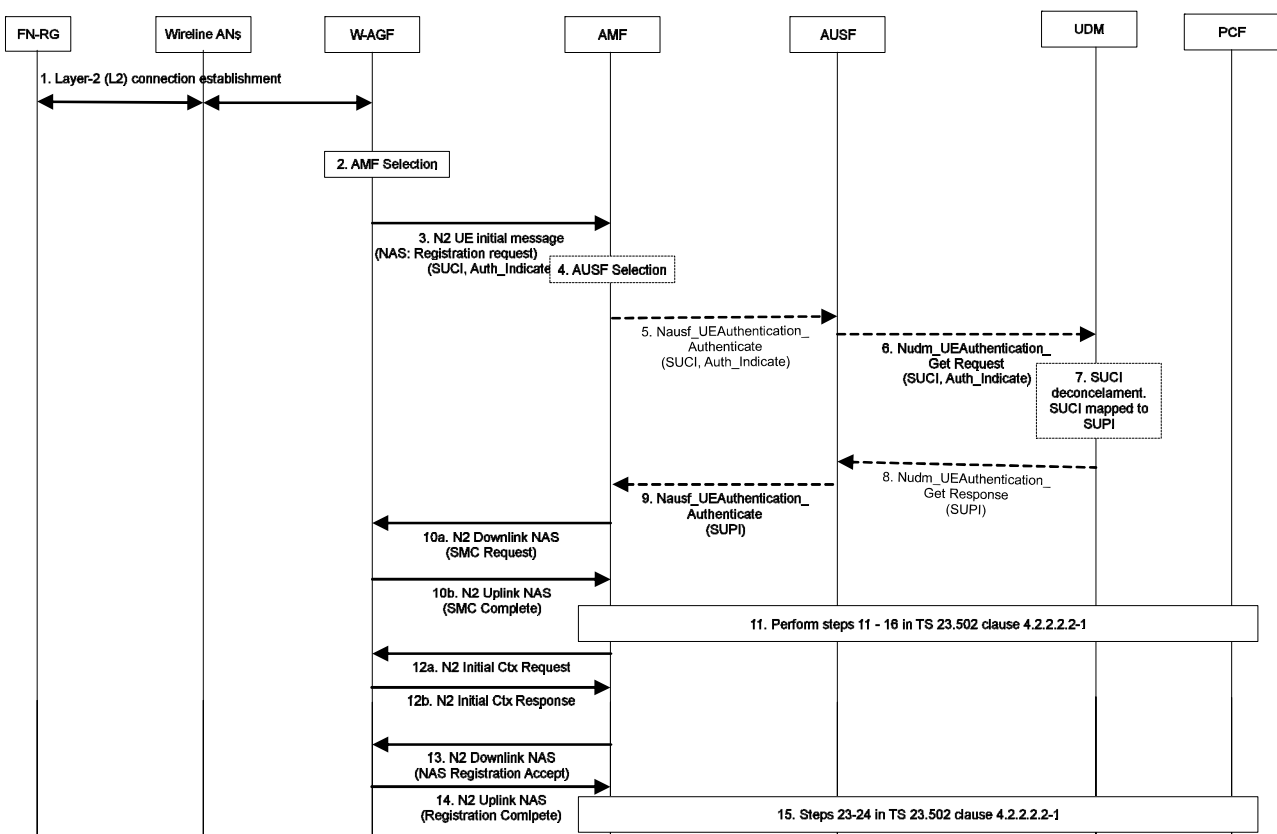 FN-RG
Wireline ANs
W-AGF
AMF
AUSF
UDM
PCF
1. Layer-2 (L2) connection establishment
2. AMF Selection
3. N2 UE initial message
(NAS: Registration request)
(SUCI, Auth_Indicate
4. AUSF Selection
5. Nausf_UEAuthentication_
Authenticate
(SUCI, Auth_Indicate)
6. Nudm_UEAuthentication_
Get Request
(SUCI, Auth_Indicate)
7. SUCI
deconcelament.
SUCI mapped to
SUPI
8. Nudm_UEAuthentication_
Get Response
(SUPI)
9. Nausf_UEAuthentication_
Authenticate
(SUPI)
10a. N2 Downlink NAS
(SMC Request)
10b. N2 Uplink NAS
(SMC Complete)
11. Perform steps 11 - 16 in TS 23.502 clause 4.2.2.2.2-1
12a. N2 Initial Ctx Request
12b. N2 Initial Ctx Response
13. N2 Downlink NAS
(NAS Registration Accept)
14. N2 Uplink NAS
(Registration Comlpete)
15. Steps 23-24 in TS 23.502 clause 4.2.2.2.2-1